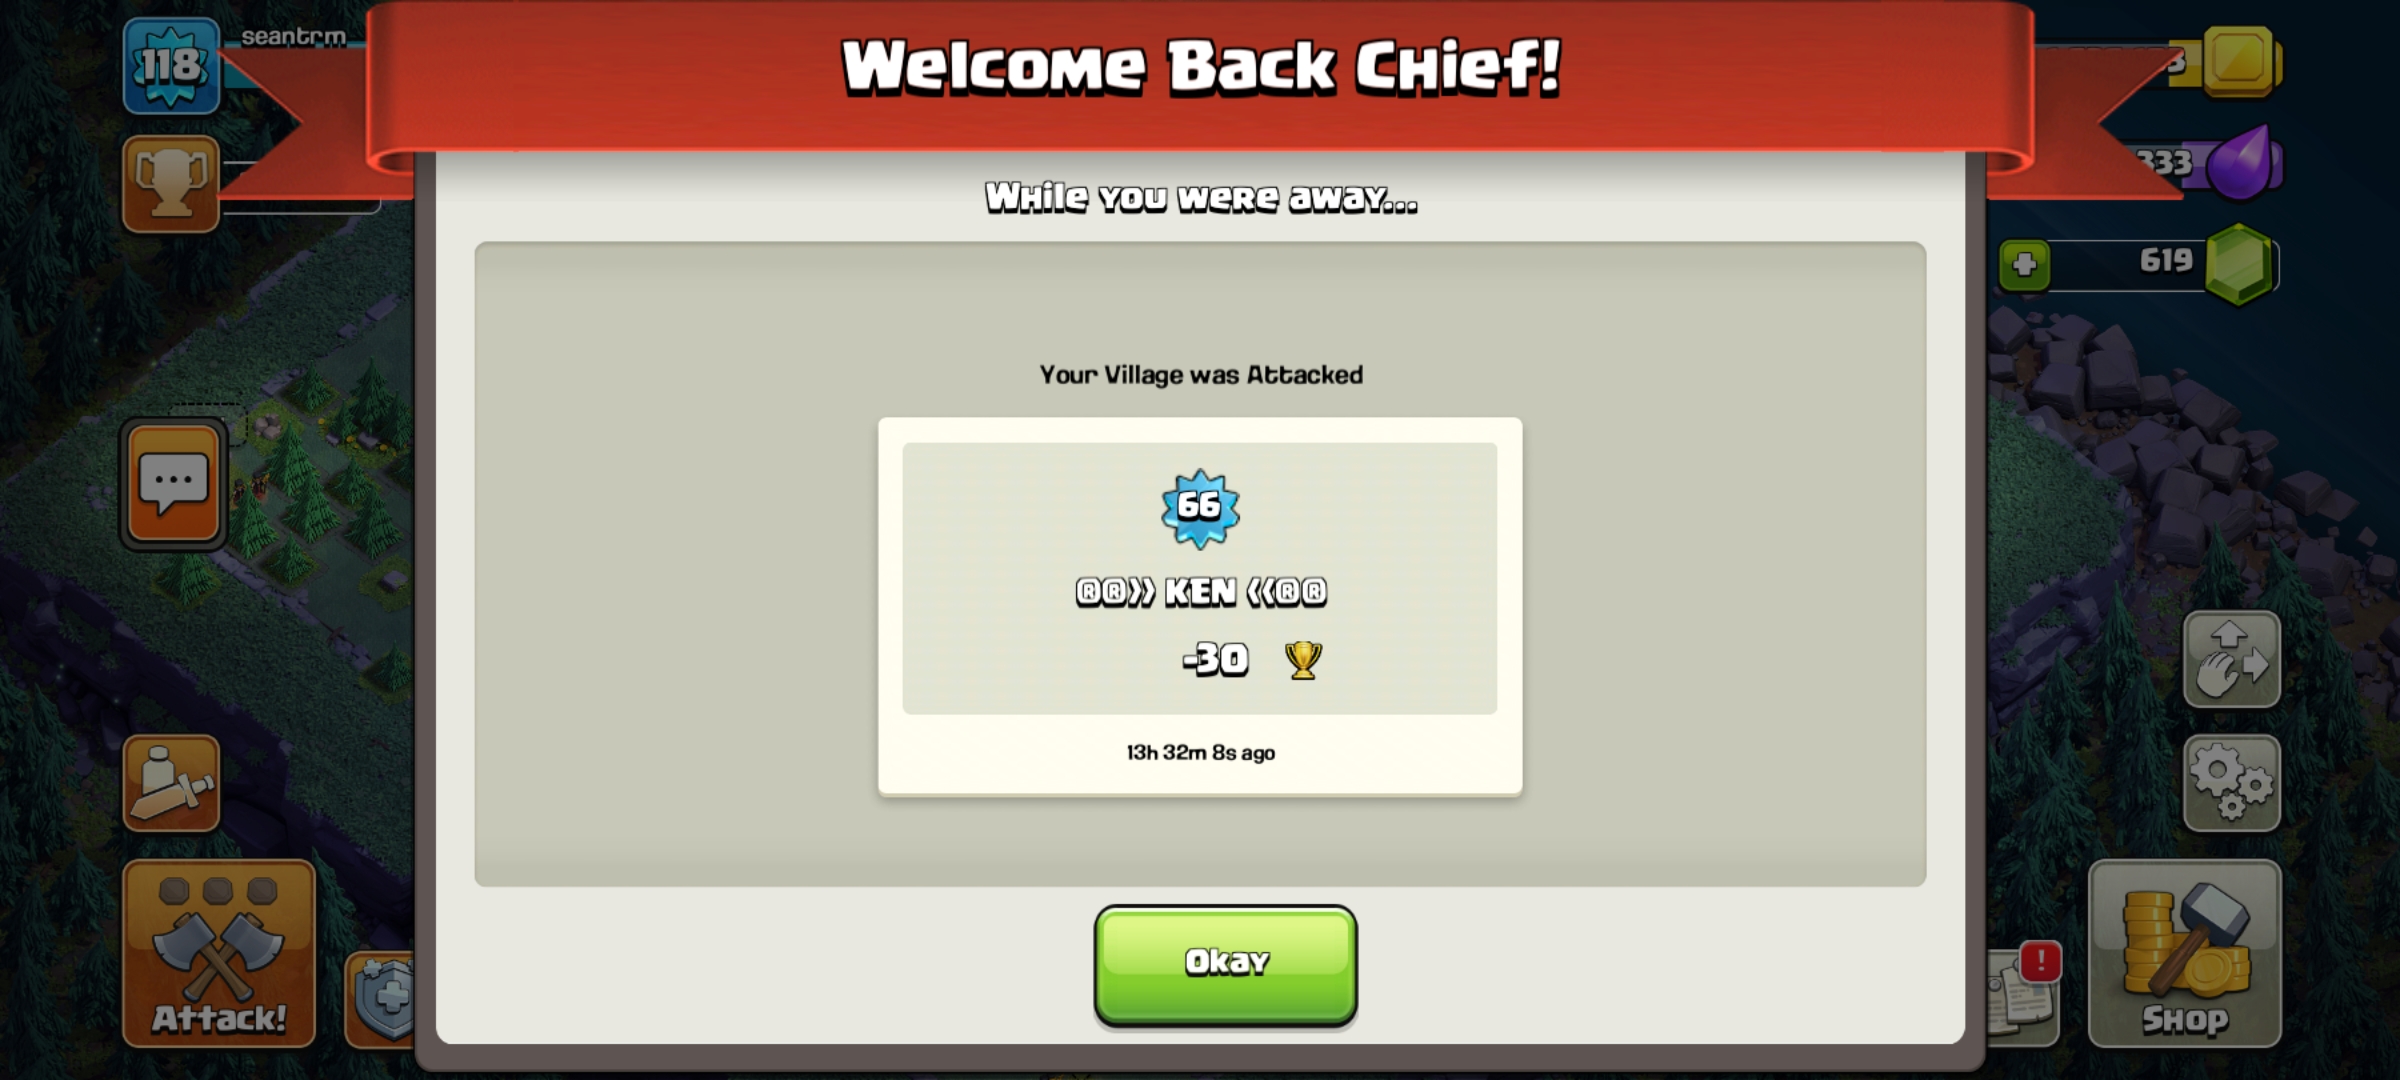 118
seantrm
Welcome Back Chief!
While you were away...
333
619
Your Village was Attacked
66
®®》 KEN 《®®
-30
13h 32m 8s ago
Okay
Attack!
!
Shop